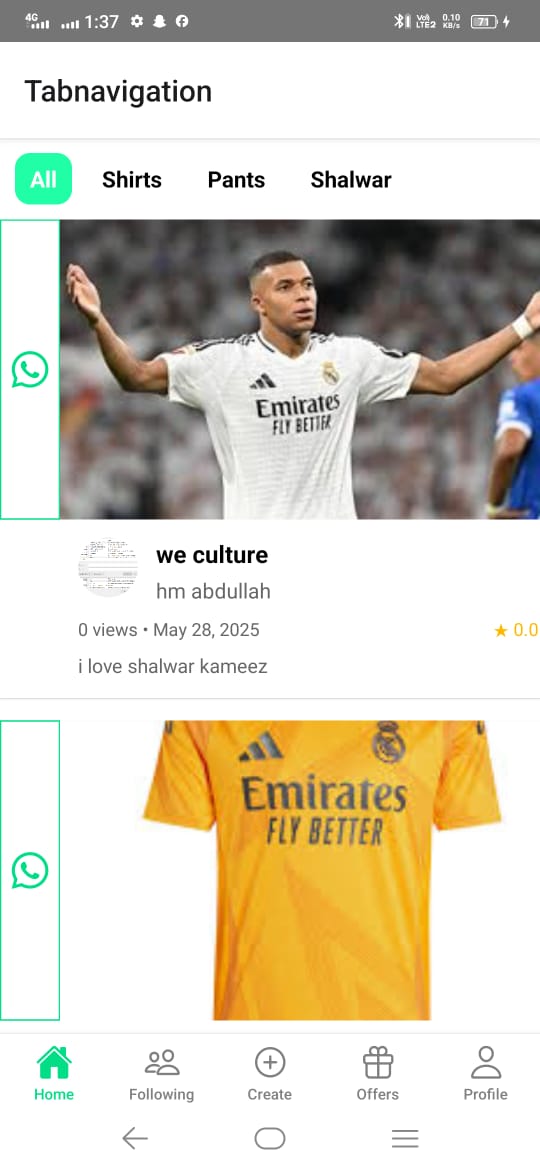 4G 1:37 Vo) LTE2 0.10 KB/s 71
Tabnavigation
All Shirts Pants Shalwar
Emirates
FLY BETTER
we culture
hm abdullah
0 views • May 28, 2025 ★ 0.0
i love shalwar kameez
Emirates
FLY BETTER
Home Following Create Offers Profile